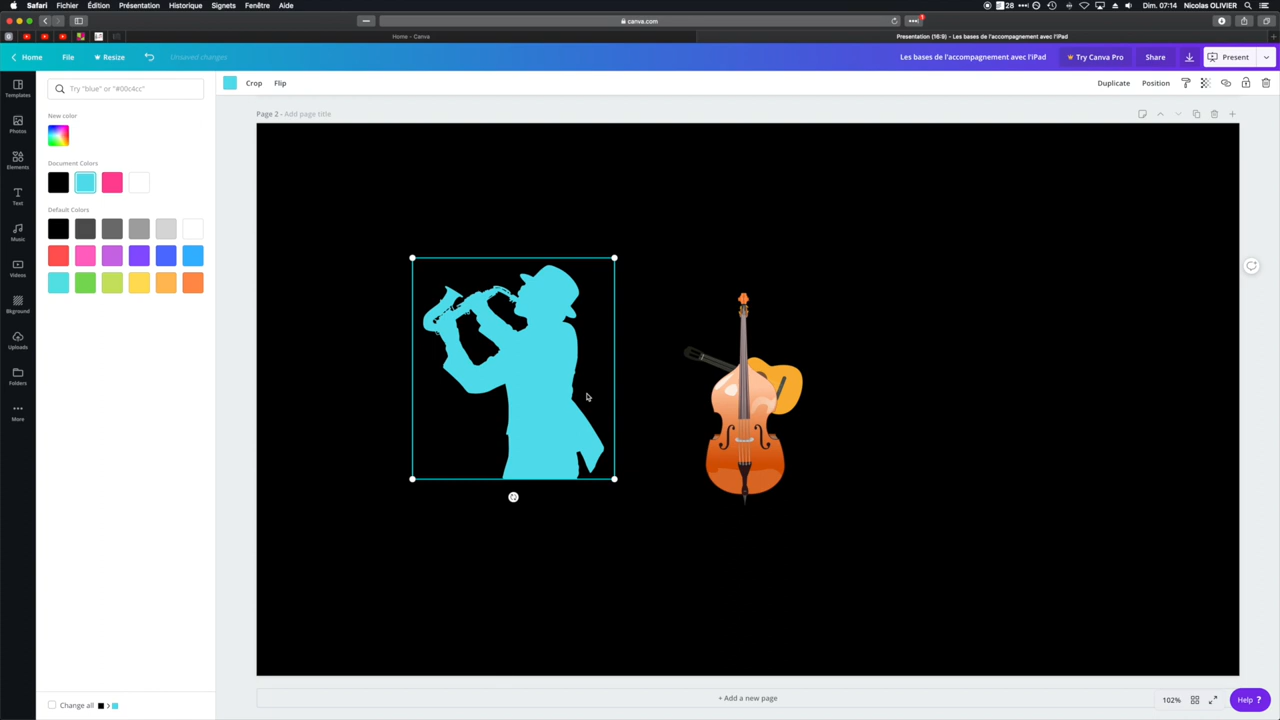 Safari Fichier Édition Présentation Historique Signets Fenêtre Aide
28 Dim. 07:14 Nicolas OLIVIER
canva.com
Home - Canva
Presentation (16:9) - Les bases de l'accompagnement avec l'iPad
Home File Resize Unsaved changes
Les bases de l'accompagnement avec l'iPad Try Canva Pro Share Present
Templates
Photos
Elements
Text
Music
Videos
Bkground
Uploads
Folders
More
Try "blue" or "#00c4cc"
New color
Document Colors
Default Colors
Change all
Crop Flip
Duplicate Position
Page 2 - Add page title
+ Add a new page
102%
Help ?